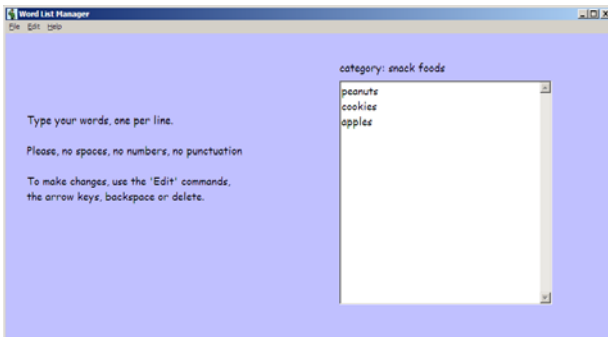 Word List Manager
File Edit Help
category: snack foods
peanuts
cookies
apples
Type your words, one per line.
Please, no spaces, no numbers, no punctuation
To make changes, use the 'Edit' commands,
the arrow keys, backspace or delete.